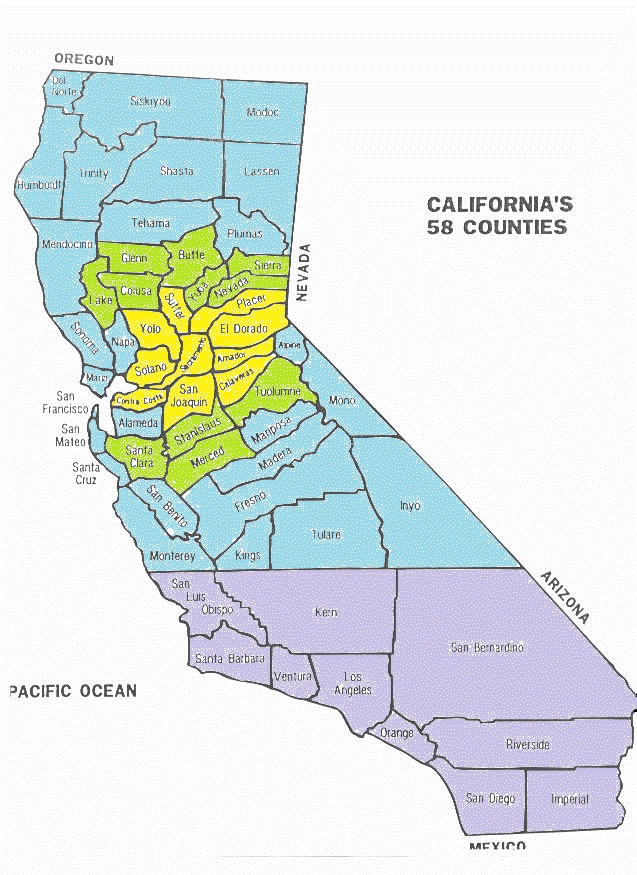 OREGON
Del
Norte
Siskiyou
Modoc
Humboldt
Trinity
Shasta
Lassen
CALIFORNIA'S
58 COUNTIES
Tehama
Plumas
Mendocino
Glenn
Butte
Sierra
NEVADA
Lake
Colusa
Sutter
Yuba
Nevada
Placer
Sonoma
Napa
Yolo
El Dorado
Sacramento
Amador
Alpine
Solano
Marin
Calaveras
San
Francisco
Contra Costa
San
Joaquin
Tuolumne
Mono
Alameda
San
Mateo
Stanislaus
Mariposa
Santa
Clara
Merced
Madera
Santa
Cruz
San Benito
Fresno
Inyo
Tulare
Monterey
Kings
ARIZONA
San
Luis
Obispo
Kern
San Bernardino
Santa Barbara
Ventura
Los
Angeles
PACIFIC OCEAN
Orange
Riverside
San Diego
Imperial
MEXICO